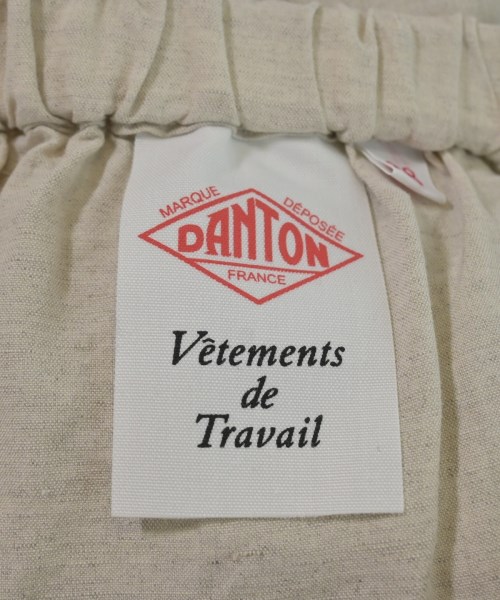 MARQUE DÉPOSÉE
DANTON
FRANCE
Vêtements
de
Travail